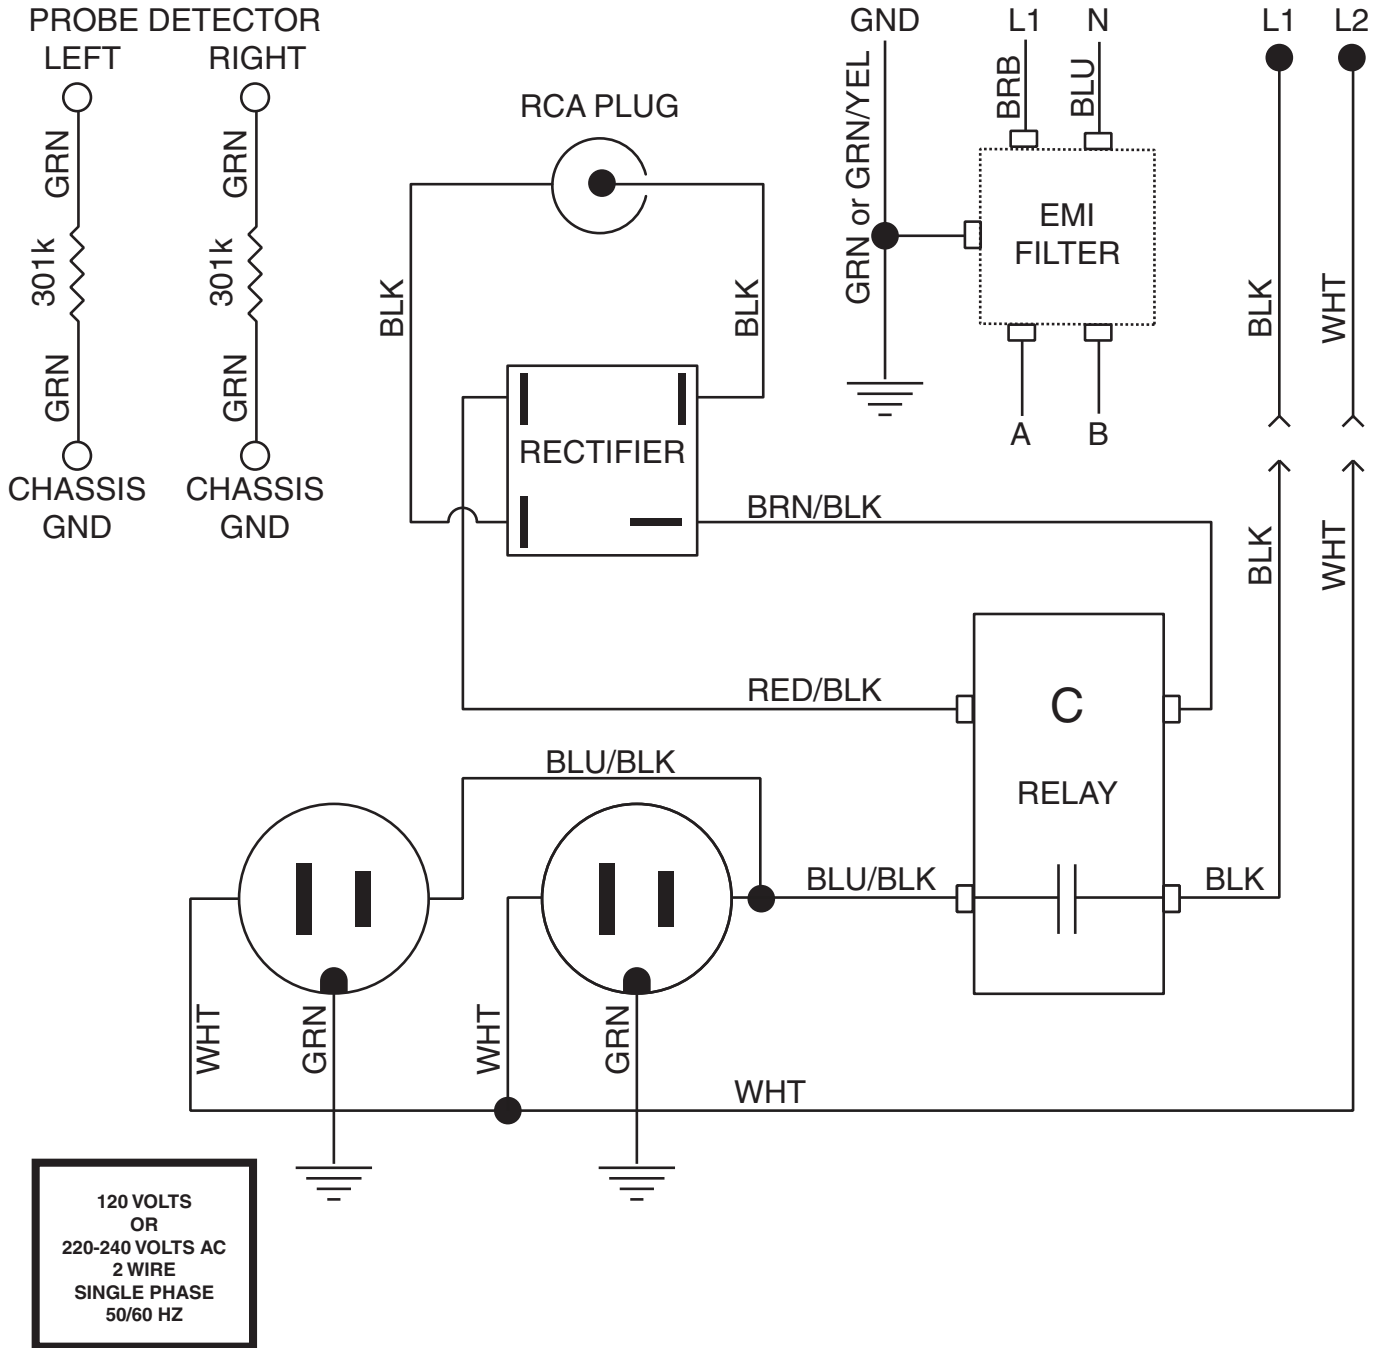 PROBE DETECTOR
LEFT
RIGHT
GRN
GRN
301k
301k
GRN
GRN
CHASSIS
GND
CHASSIS
GND
RCA PLUG
BLK
BLK
RECTIFIER
GND
L1
N
GRN or GRN/YEL
BRB
BLU
EMI
FILTER
A
B
L1
L2
BLK
WHT
BLK
WHT
BRN/BLK
RED/BLK
C
RELAY
BLU/BLK
BLU/BLK
BLK
WHT
GRN
WHT
GRN
WHT
120 VOLTS
OR
220-240 VOLTS AC
2 WIRE
SINGLE PHASE
50/60 HZ